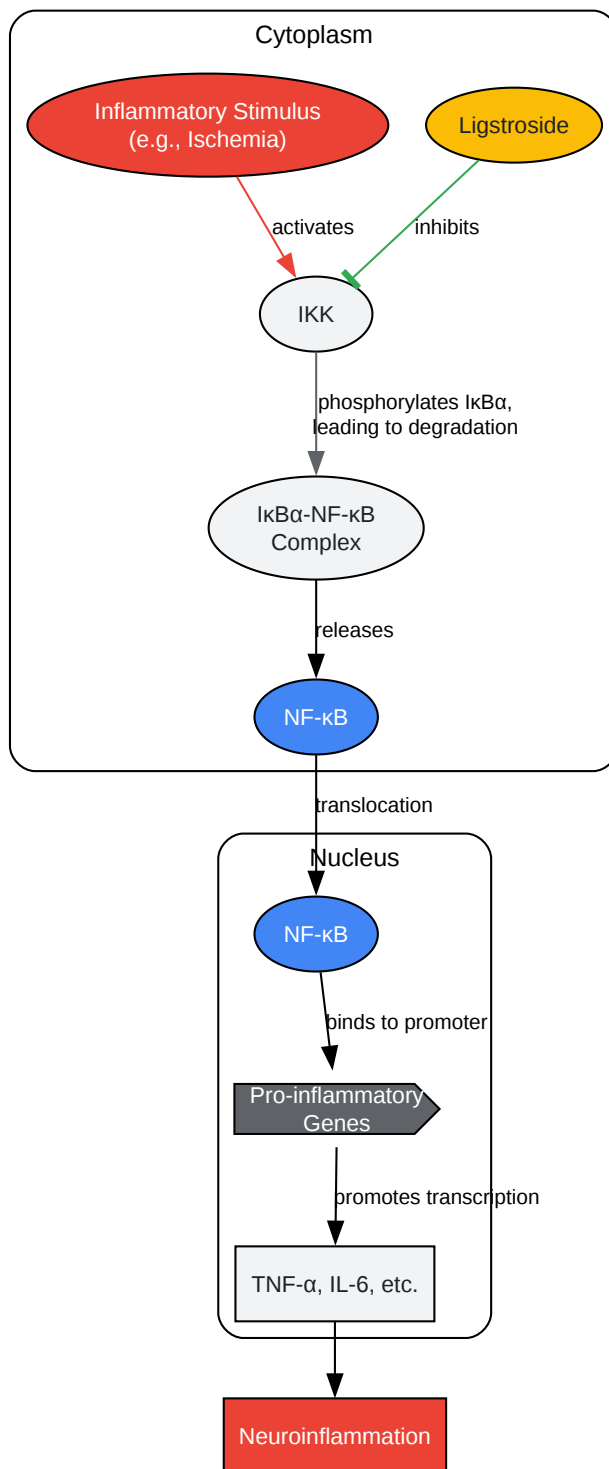 Cytoplasm
Inflammatory Stimulus
(e.g., Ischemia)
Ligstroside
activates
inhibits
IKK
phosphorylates IκBα,
leading to degradation
IκBα-NF-κB
Complex
releases
NF-κB
translocation
Nucleus
NF-κB
binds to promoter
Pro-inflammatory
Genes
promotes transcription
TNF-α, IL-6, etc.
Neuroinflammation